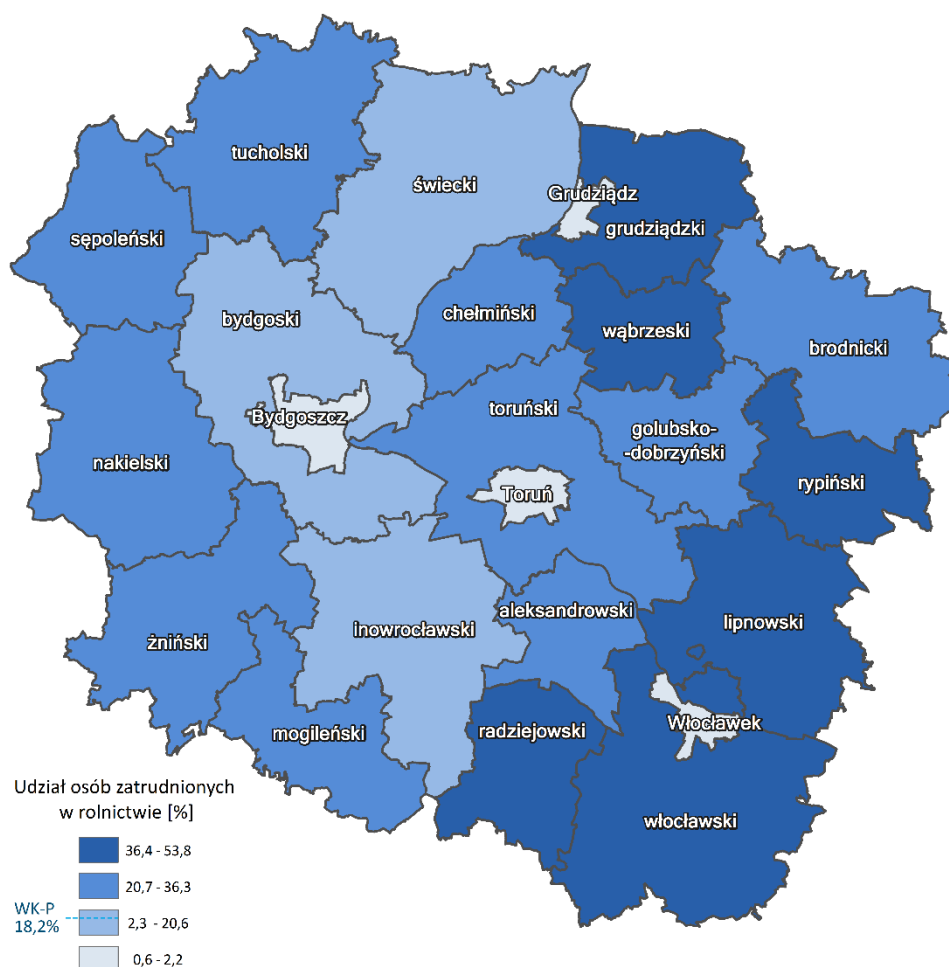 tucholski
świecki
Grudziądz
grudziądzki
sępoleński
bydgoski
chełmiński
wąbrzeski
brodnicki
toruński
Bydgoszcz
golubsko-
-dobrzyński
nakielski
rypiński
Toruń
aleksandrowski
lipnowski
inowrocławski
żniński
Włocławek
mogileński
radziejowski
włocławski
Udział osób zatrudnionych
w rolnictwie [%]
36,4 - 53,8
20,7 - 36,3
WK-P
18,2%
2,3 - 20,6
0,6 - 2,2